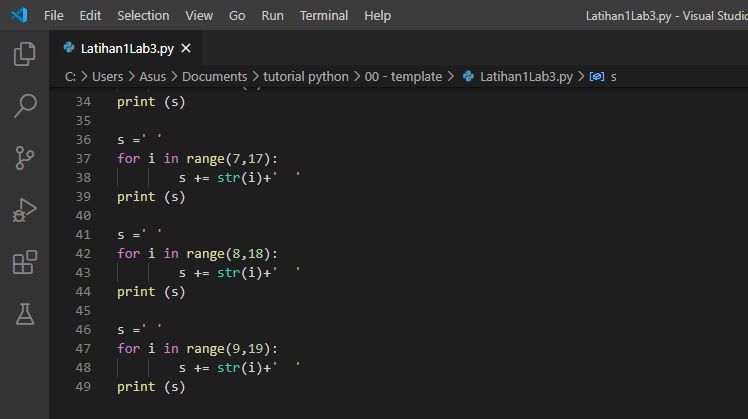 File Edit Selection View Go Run Terminal Help Latihan1Lab3.py - Visual Studio
Latihan1Lab3.py ×
C: > Users > Asus > Documents > tutorial python > 00 - template > Latihan1Lab3.py > s
34 print (s)
35
36 s =' '
37 for i in range(7,17):
38         s += str(i)+'  '
39 print (s)
40
41 s =' '
42 for i in range(8,18):
43         s += str(i)+'  '
44 print (s)
45
46 s =' '
47 for i in range(9,19):
48         s += str(i)+'  '
49 print (s)